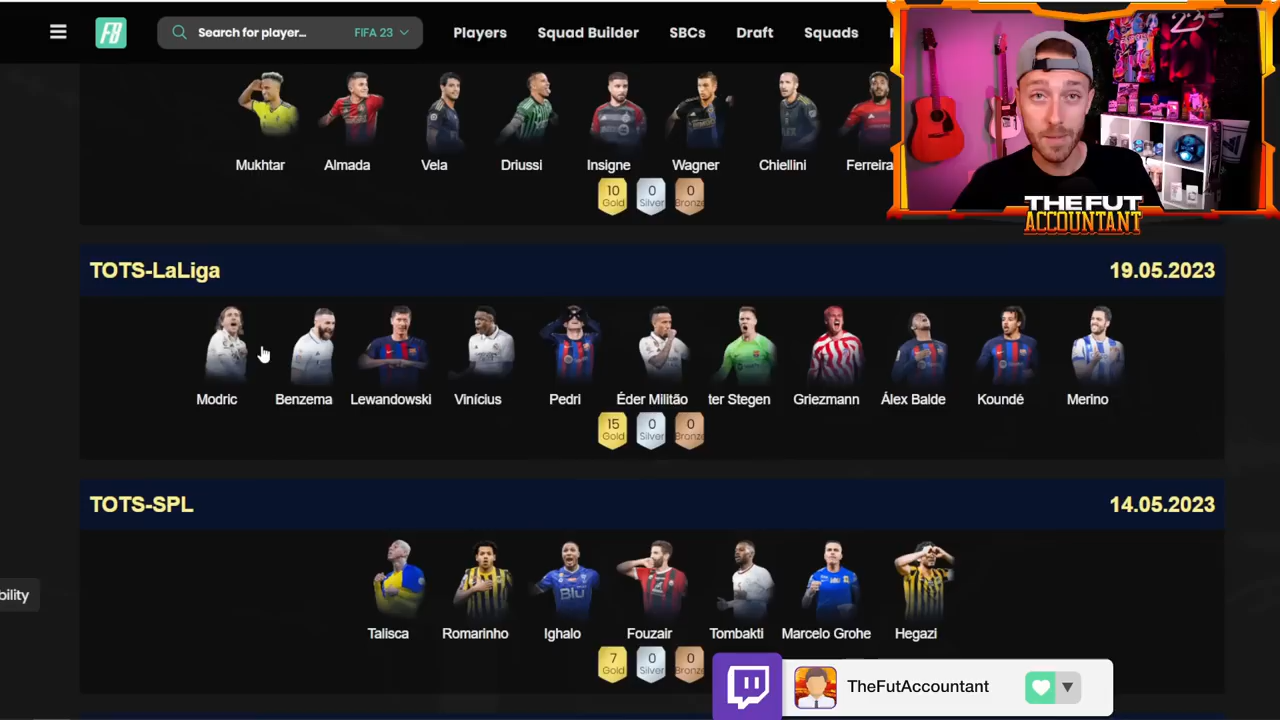 FB Search for player... FIFA 23 Players Squad Builder SBCs Draft Squads
Mukhtar Almada Vela Driussi Insigne Wagner Chiellini Ferreira
10 0 0
Gold Silver Bronze
THE FUT
ACCOUNTANT
TOTS-LaLiga 19.05.2023
Modric Benzema Lewandowski Vinícius Pedri Éder Militão ter Stegen Griezmann Álex Balde Koundé Merino
15 0 0
Gold Silver Bronze
TOTS-SPL 14.05.2023
bility
Talisca Romarinho Ighalo Fouzair Tombakti Marcelo Grohe Hegazi
7 0 0
Gold Silver Bronze
TheFutAccountant